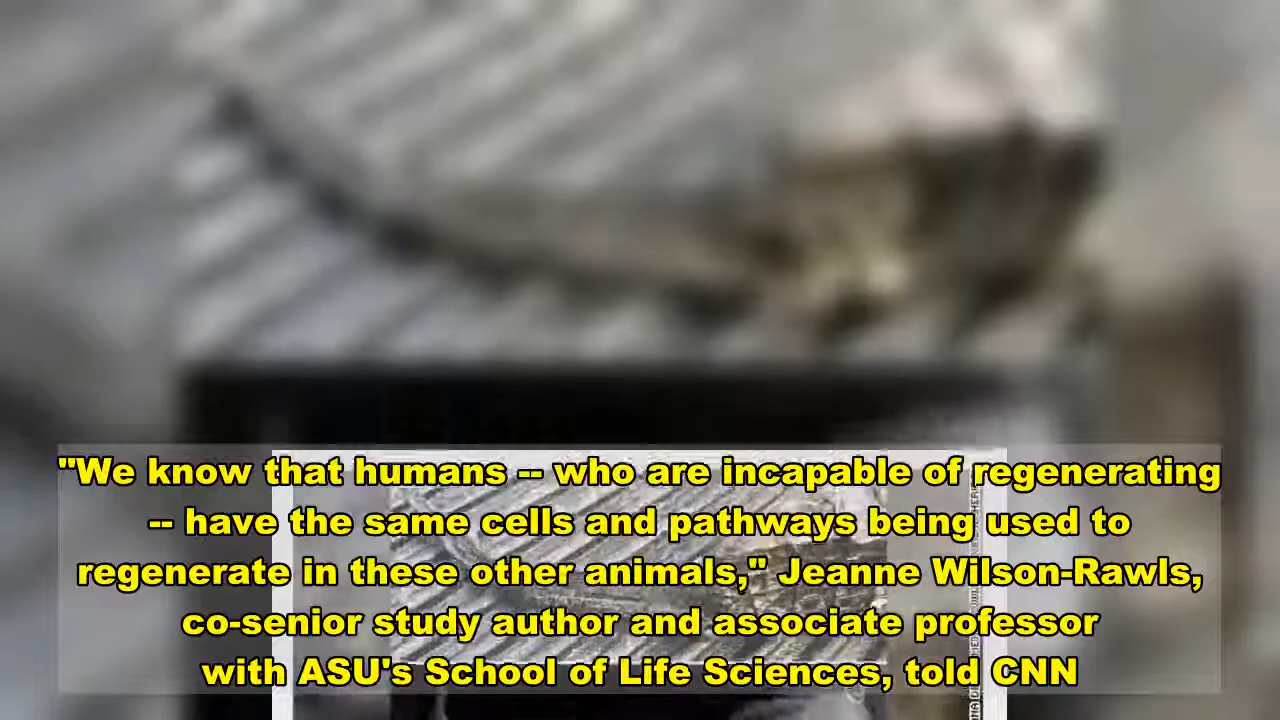 "We know that humans -- who are incapable of regenerating
-- have the same cells and pathways being used to
regenerate in these other animals," Jeanne Wilson-Rawls,
co-senior study author and associate professor
with ASU's School of Life Sciences, told CNN